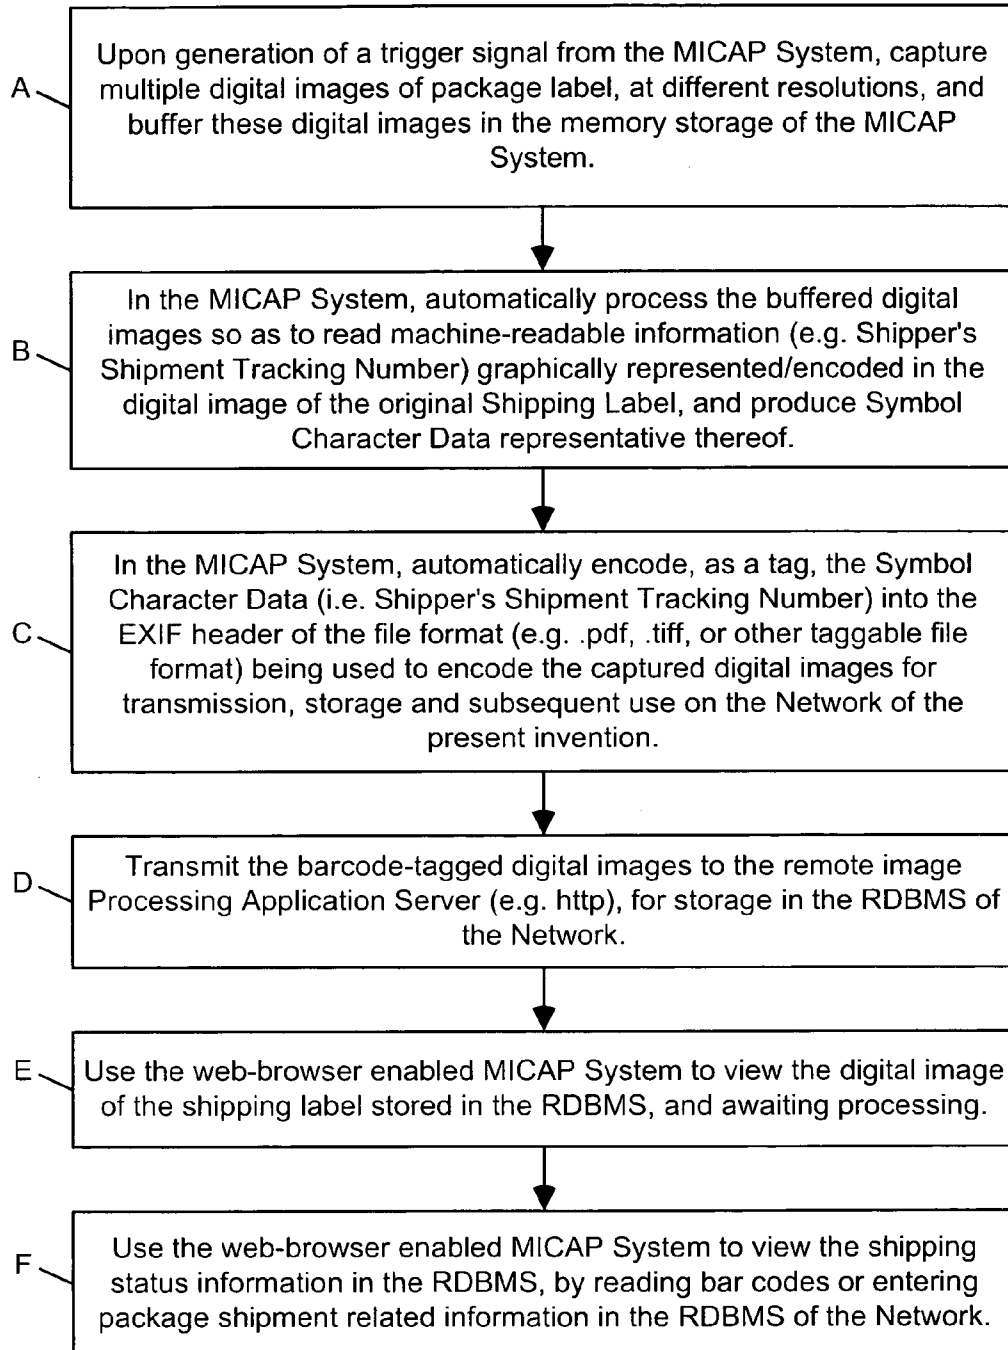 Upon generation of a trigger signal from the MICAP System, capture
A
multiple digital images of package label, at different resolutions, and
buffer these digital images in the memory storage of the MICAP
System.
In the MICAP System, automatically process the buffered digital
images so as to read machine-readable information (e.g. Shipper's
B
Shipment Tracking Number) graphically represented/encoded in the
digital image of the original Shipping Label, and produce Symbol
Character Data representative thereof.
In the MICAP System, automatically encode, as a tag, the Symbol
Character Data (i.e. Shipper's Shipment Tracking Number) into the
C
EXIF header of the file format (e.g. .pdf, .tiff, or other taggable file
format) being used to encode the captured digital images for
transmission, storage and subsequent use on the Network of the
present invention.
Transmit the barcode-tagged digital images to the remote image
D
Processing Application Server (e.g. http), for storage in the RDBMS of
the Network.
E
Use the web-browser enabled MICAP System to view the digital image
of the shipping label stored in the RDBMS, and awaiting processing.
Use the web-browser enabled MICAP System to view the shipping
F
status information in the RDBMS, by reading bar codes or entering
package shipment related information in the RDBMS of the Network.